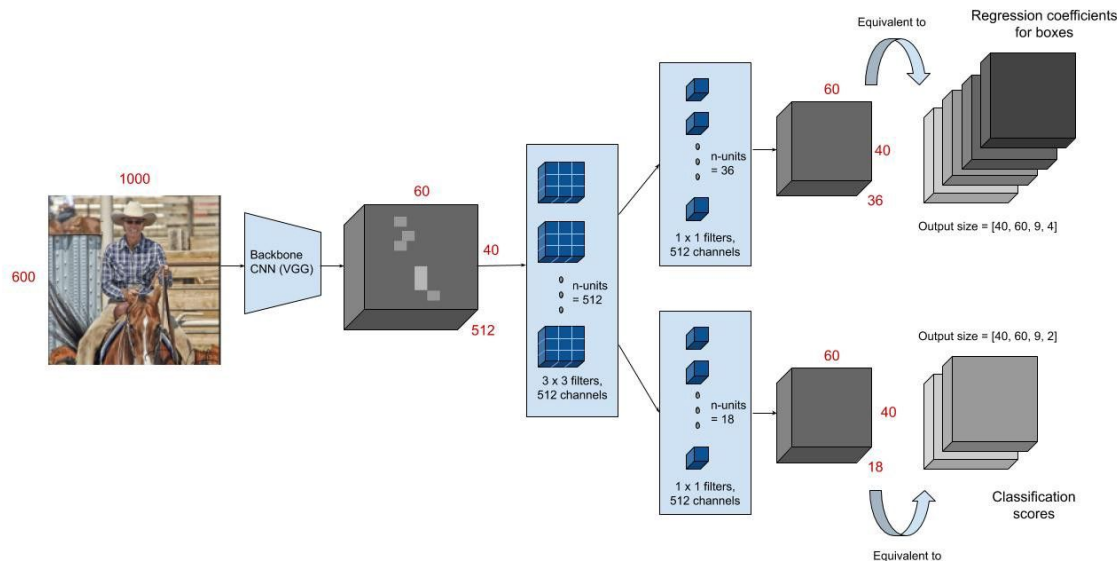 Equivalent to
Regression coefficients
for boxes
60
40
36
n-units
= 36
1 x 1 filters,
512 channels
Output size = [40, 60, 9, 4]
1000
600
Backbone
CNN (VGG)
60
40
512
n-units
= 512
3 x 3 filters,
512 channels
60
40
18
n-units
= 18
1 x 1 filters,
512 channels
Output size = [40, 60, 9, 2]
Classification
scores
Equivalent to